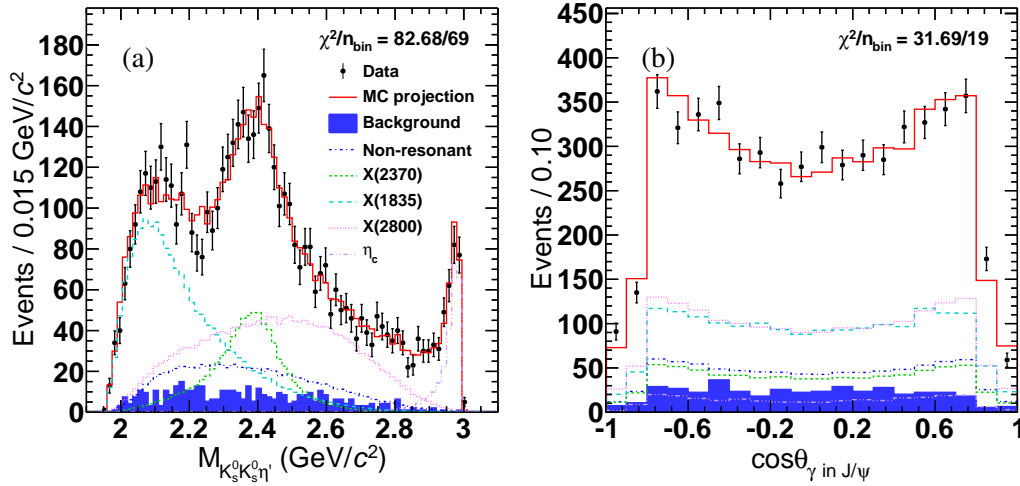 (a)
χ²/n_bin = 82.68/69
Data
MC projection
Background
Non-resonant
X(2370)
X(1835)
X(2800)
η_c
Events / 0.015 GeV/c²
180
160
140
120
100
80
60
40
20
0
2 2.2 2.4 2.6 2.8 3
M_{K_s^0K_s^0η'} (GeV/c²)
(b)
χ²/n_bin = 31.69/19
Events / 0.10
450
400
350
300
250
200
150
100
50
0
-1 -0.6 -0.2 0.2 0.6 1
cosθ_{γ in J/ψ}